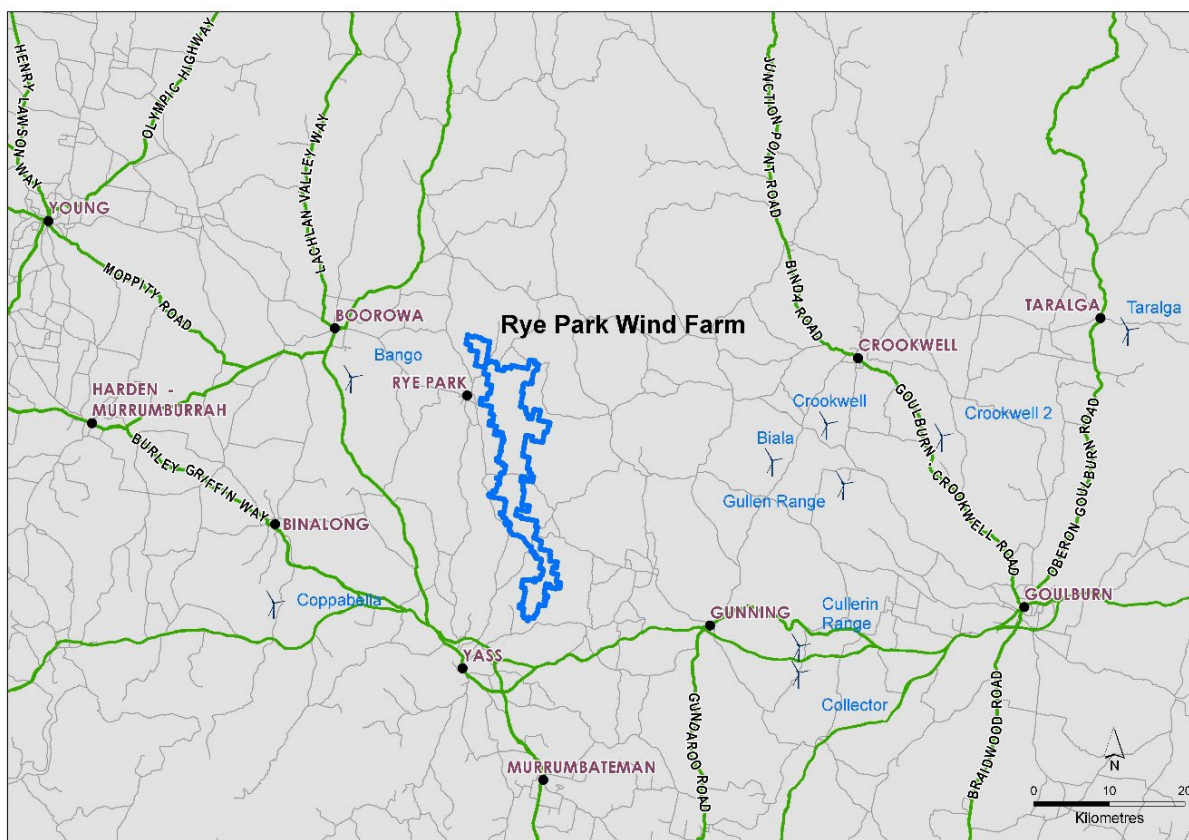 HENRY LAWSON WAY
OLYMPIC HIGHWAY
LACHLAN VALLEY WAY
JUNCTION POINT ROAD
YOUNG
MOPPITY ROAD
BINDA ROAD
BOOROWA
Rye Park Wind Farm
TARALGA
Taralga
CROOKWELL
Bango
RYE PARK
HARDEN -
MURRUMBURRAH
Crookwell
GOULBURN - CROOKWELL ROAD
Crookwell 2
OBERON GOULBURN ROAD
BURLEY GRIFFIN WAY
Biala
Gullen Range
BINALONG
Coppabella
GUNNING
Cullerin
Range
GOULBURN
YASS
GUNDAROO ROAD
Collector
BRAIDWOOD ROAD
MURRUMBATEMAN
N
0 10 20
Kilometres